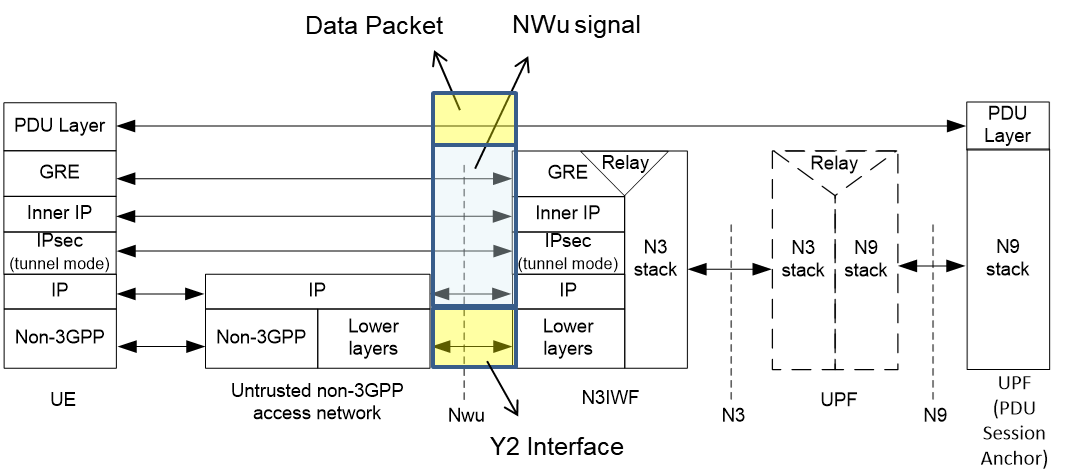 Data Packet
NWu signal
PDU Layer
PDU
Layer
GRE
GRE
Relay
Relay
Inner IP
Inner IP
IPsec
(tunnel mode)
IPsec
(tunnel mode)
N3
stack
N3
stack
N9
stack
N9
stack
IP
IP
IP
Non-3GPP
Non-3GPP
Lower
layers
Lower
layers
UE
Untrusted non-3GPP
access network
Nwu
N3IWF
N3
UPF
N9
UPF
(PDU
Session
Anchor)
Y2 Interface